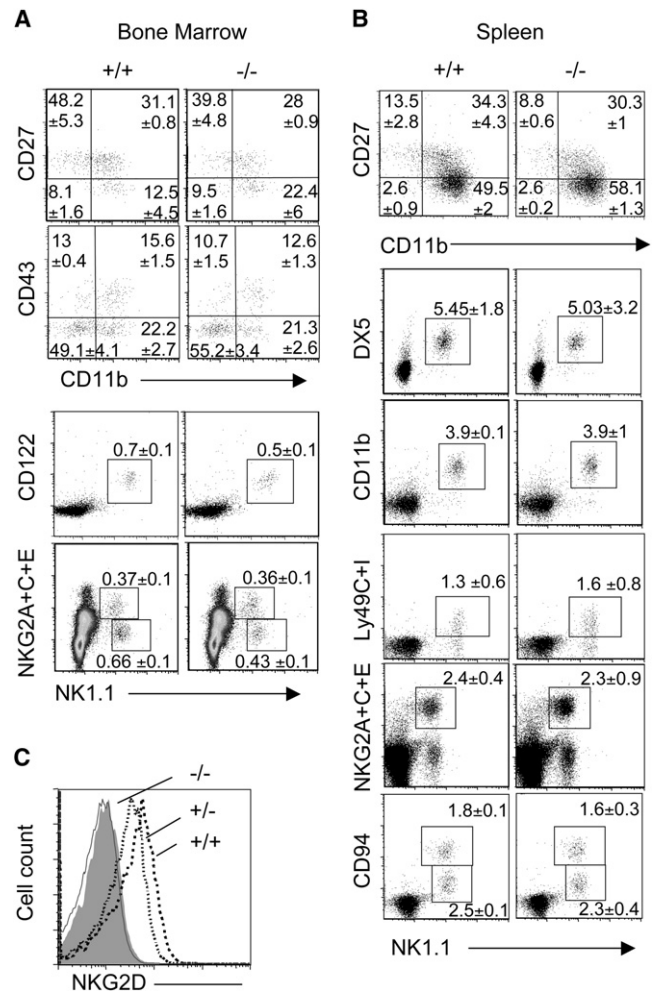 A
Bone Marrow
+/+ -/-
CD27
48.2 ±5.3 31.1 ±0.8
8.1 ±1.6 12.5 ±4.5
39.8 ±4.8 28 ±0.9
9.5 ±1.6 22.4 ±6
CD43
13 ±0.4 15.6 ±1.5
49.1±4.1 22.2 ±2.7
10.7 ±1.5 12.6 ±1.3
55.2±3.4 21.3 ±2.6
CD11b
CD122
0.7±0.1 0.5±0.1
NKG2A+C+E
0.37±0.1 0.36±0.1
0.66 ±0.1 0.43 ±0.1
NK1.1
B
Spleen
+/+ -/-
CD27
13.5 ±2.8 34.3 ±4.3
2.6 ±0.9 49.5 ±2
8.8 ±0.6 30.3 ±1
2.6 ±0.2 58.1 ±1.3
CD11b
DX5
5.45±1.8 5.03±3.2
CD11b
3.9±0.1 3.9±1
Ly49C+I
1.3 ±0.6 1.6 ±0.8
NKG2A+C+E
2.4±0.4 2.3±0.9
CD94
1.8±0.1 1.6±0.3
2.5±0.1 2.3±0.4
NK1.1
C
-/-
+/-
+/+
Cell count
NKG2D